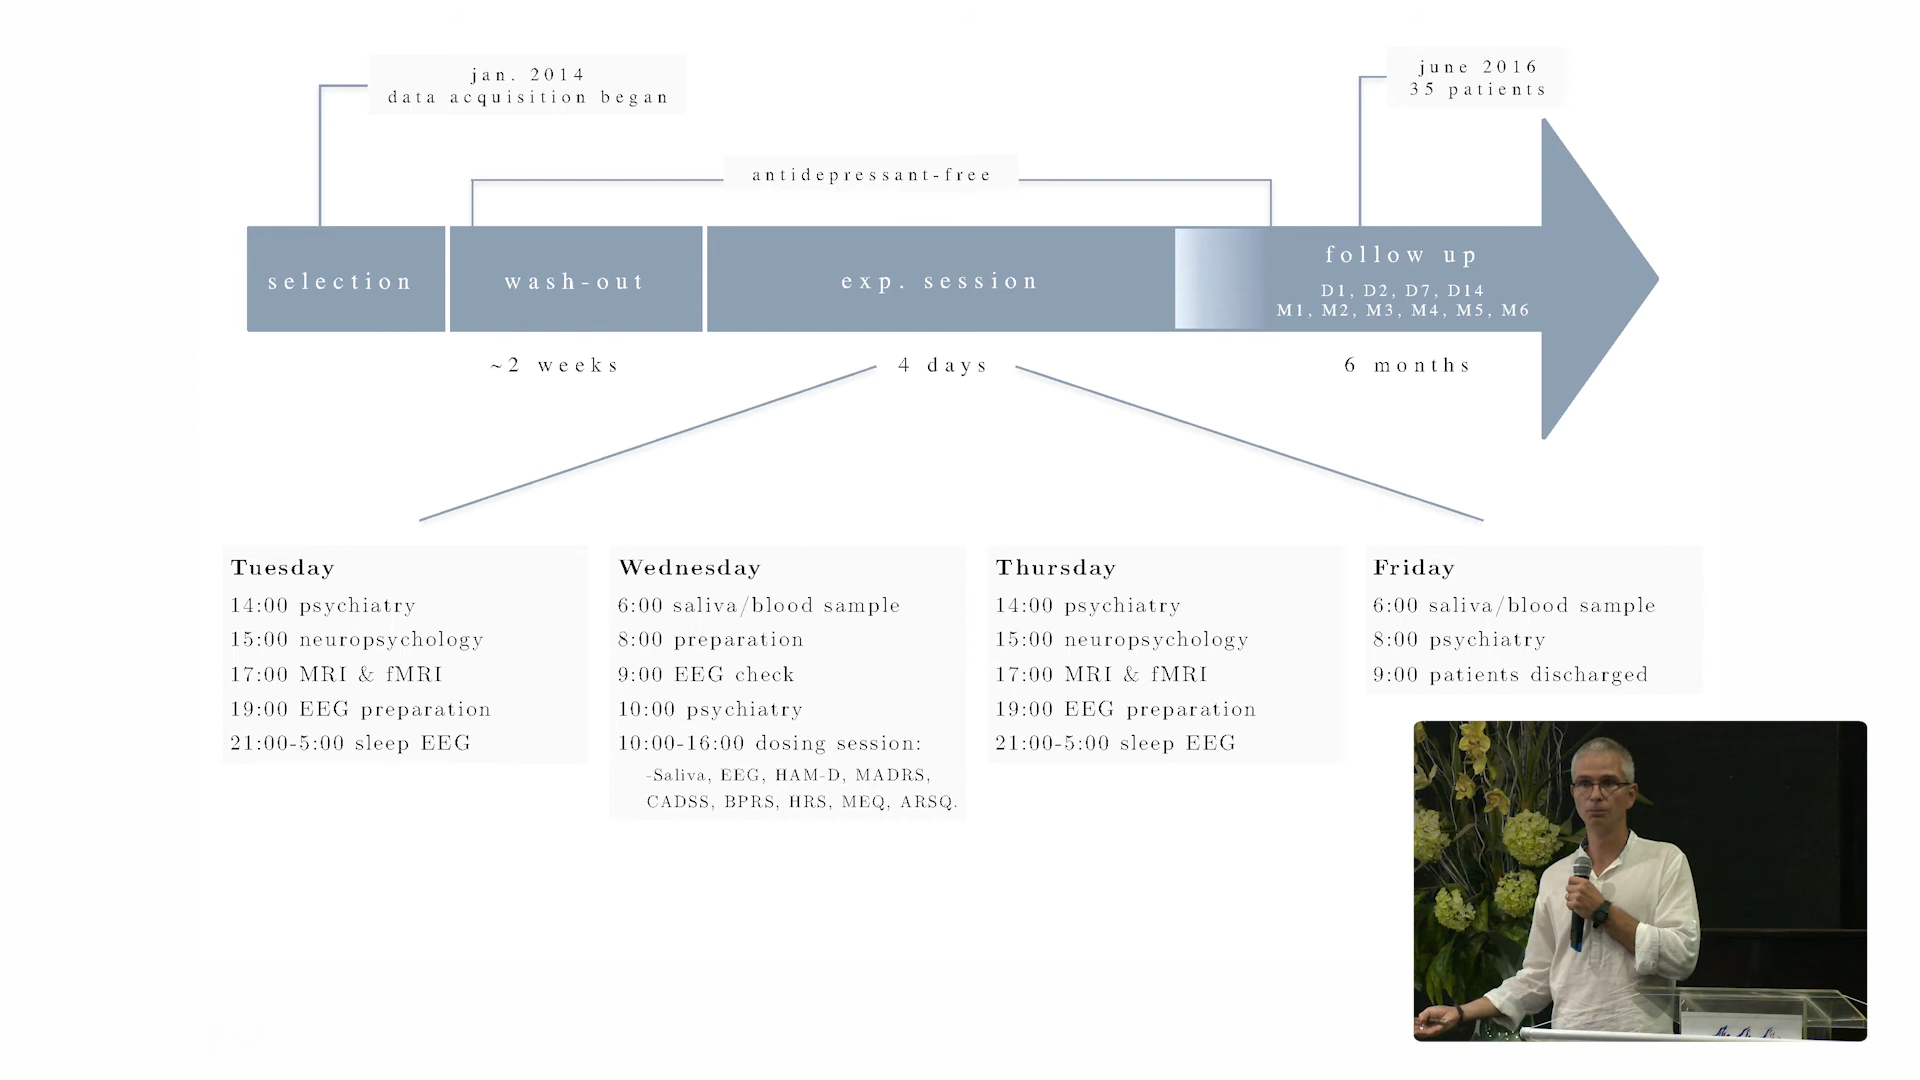 jan. 2014
data acquisition began
june 2016
35 patients
antidepressant-free
selection
wash-out
exp. session
follow up
D1, D2, D7, D14
M1, M2, M3, M4, M5, M6
~2 weeks
4 days
6 months
Tuesday
14:00 psychiatry
15:00 neuropsychology
17:00 MRI & fMRI
19:00 EEG preparation
21:00-5:00 sleep EEG
Wednesday
6:00 saliva/blood sample
8:00 preparation
9:00 EEG check
10:00 psychiatry
10:00-16:00 dosing session:
-Saliva, EEG, HAM-D, MADRS,
CADSS, BPRS, HRS, MEQ, ARSQ.
Thursday
14:00 psychiatry
15:00 neuropsychology
17:00 MRI & fMRI
19:00 EEG preparation
21:00-5:00 sleep EEG
Friday
6:00 saliva/blood sample
8:00 psychiatry
9:00 patients discharged